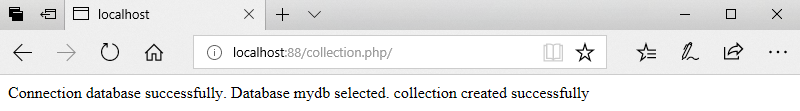 localhost
localhost:88/collection.php/
Connection database successfully. Database mydb selected. collection created successfully